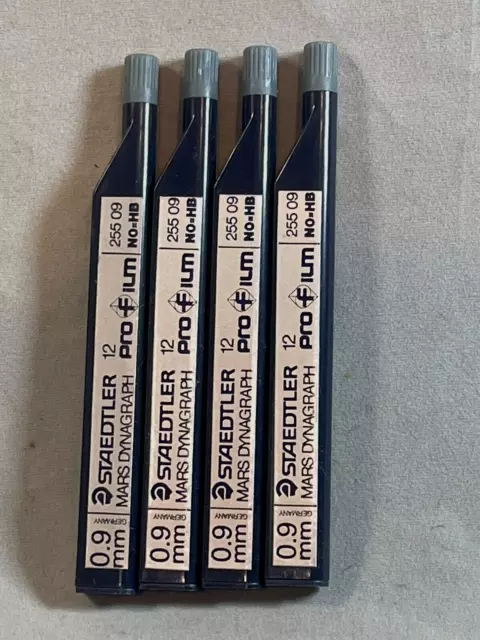 0.9
mm
GERMANY
STAEDTLER 12
MARS DYNAGRAPH
Pro Film
255 09
NO=HB
0.9
mm
GERMANY
STAEDTLER 12
MARS DYNAGRAPH
Pro Film
255 09
NO=HB
0.9
mm
GERMANY
STAEDTLER 12
MARS DYNAGRAPH
Pro Film
255 09
NO=HB
0.9
mm
GERMANY
STAEDTLER 12
MARS DYNAGRAPH
Pro Film
255 09
NO=HB